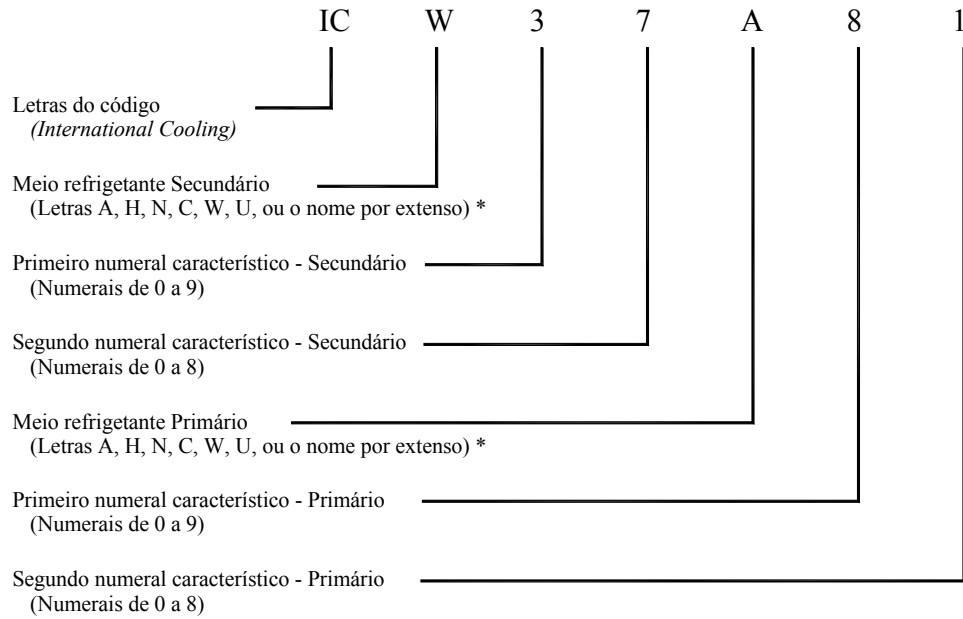 IC W 3 7 A 8 1
Letras do código
(International Cooling)
Meio refrigetante Secundário
(Letras A, H, N, C, W, U, ou o nome por extenso) *
Primeiro numeral característico - Secundário
(Numerais de 0 a 9)
Segundo numeral característico - Secundário
(Numerais de 0 a 8)
Meio refrigetante Primário
(Letras A, H, N, C, W, U, ou o nome por extenso) *
Primeiro numeral característico - Primário
(Numerais de 0 a 9)
Segundo numeral característico - Primário
(Numerais de 0 a 8)